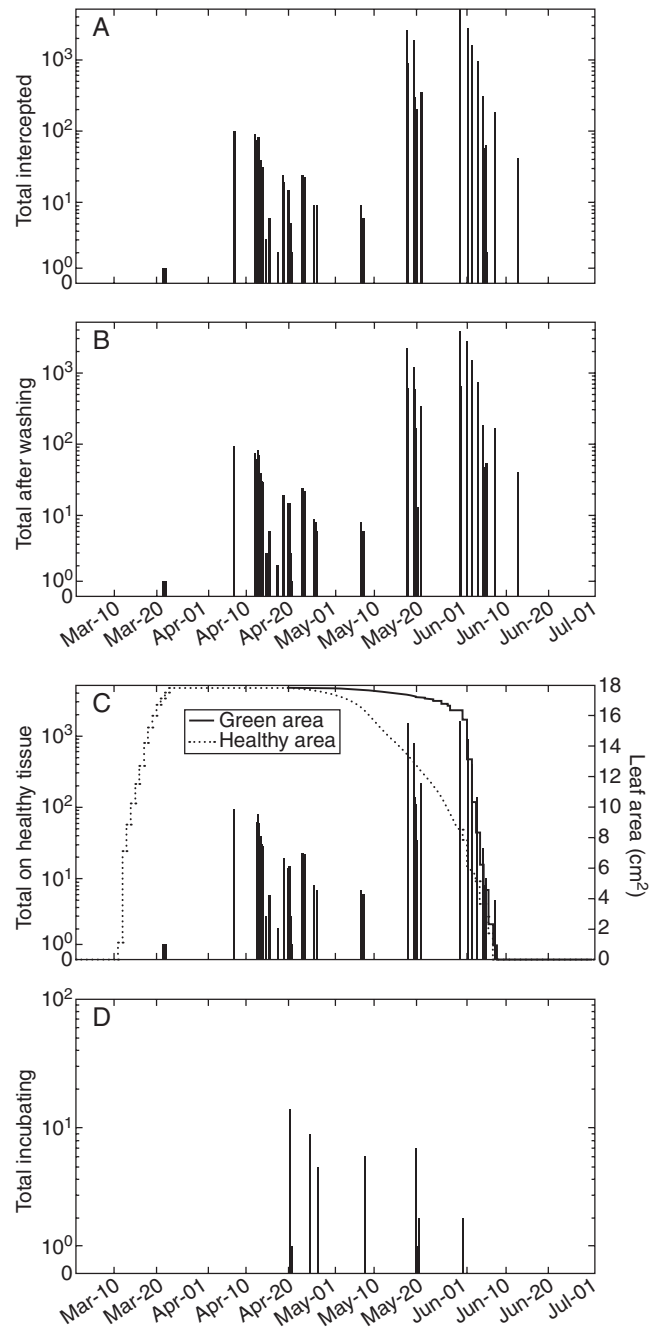 A
Total intercepted
10³
10²
10¹
10⁰
0
B
Total after washing
10³
10²
10¹
10⁰
0
Mar-10 Mar-20 Apr-01 Apr-10 Apr-20 May-01 May-10 May-20 Jun-01 Jun-10 Jun-20 Jul-01
C
Green area
Healthy area
Total on healthy tissue
10³
10²
10¹
10⁰
0
18
16
14
12
10
8
6
4
2
0
Leaf area (cm²)
D
Total incubating
10²
10¹
10⁰
0
Mar-10 Mar-20 Apr-01 Apr-10 Apr-20 May-01 May-10 May-20 Jun-01 Jun-10 Jun-20 Jul-01